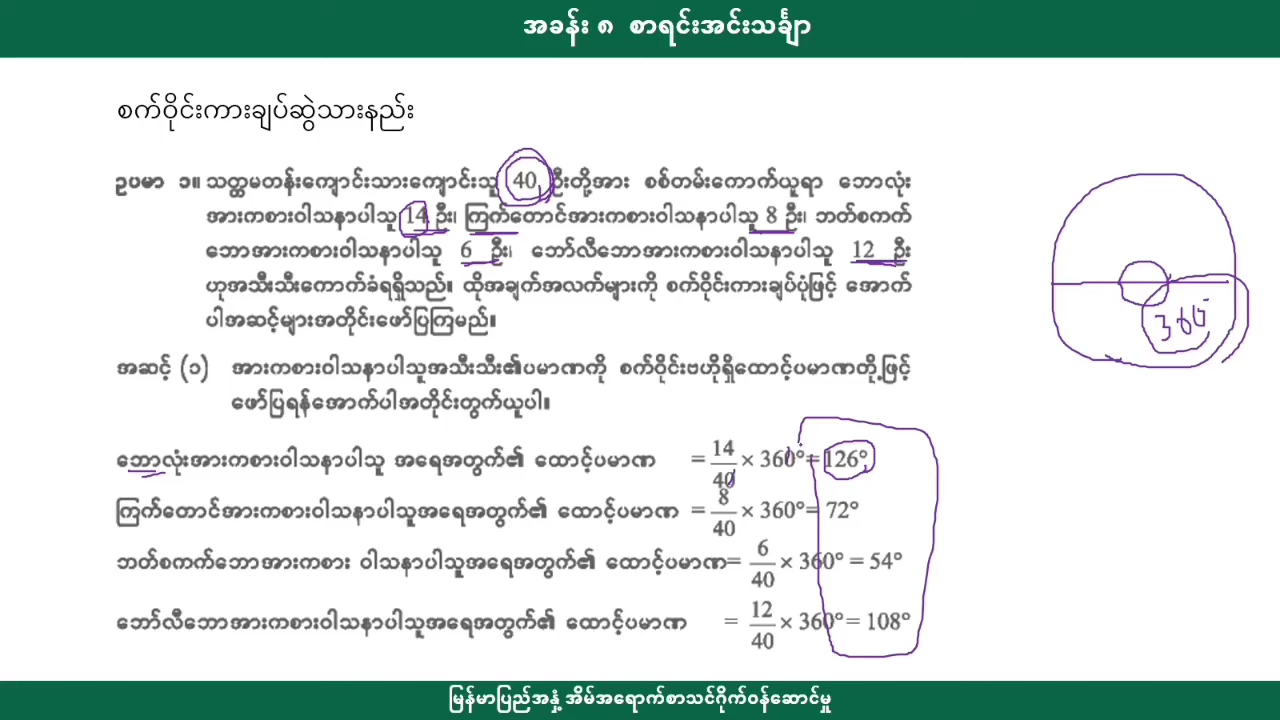 အခန်း ၈ စာရင်းအင်းသင်္ချာ
စက်ဝိုင်းကားချပ်ဆွဲသားနည်း
ဥပမာ ၁။ သတ္တမတန်းကျောင်းသားကျောင်းသူ 40 ဦးတို့အား စစ်တမ်းကောက်ယူရာ ဘောလုံး
အားကစားဝါသနာပါသူ 14 ဦး၊ ကြက်တောင်အားကစားဝါသနာပါသူ 8 ဦး၊ ဘတ်စကက်
ဘောအားကစားဝါသနာပါသူ 6 ဦး၊ ဘော်လီဘောအားကစားဝါသနာပါသူ 12 ဦး
ဟုအသီးသီးကောက်ခံရရှိသည်။ ထိုအချက်အလက်များကို စက်ဝိုင်းကားချပ်ပုံဖြင့် အောက်
ပါအဆင့်များအတိုင်းဖော်ပြကြမည်။
360°
အဆင့် (၁) အားကစားဝါသနာပါသူအသီးသီး၏ပမာဏကို စက်ဝိုင်းဗဟိုရှိထောင့်ပမာဏတို့ဖြင့်
ဖော်ပြရန်အောက်ပါအတိုင်းတွက်ယူပါ။
ဘောလုံးအားကစားဝါသနာပါသူ အရေအတွက်၏ ထောင့်ပမာဏ = 14/40 × 360° = 126°
ကြက်တောင်အားကစားဝါသနာပါသူအရေအတွက်၏ ထောင့်ပမာဏ = 8/40 × 360° = 72°
ဘတ်စကက်ဘောအားကစား ဝါသနာပါသူအရေအတွက်၏ ထောင့်ပမာဏ = 6/40 × 360° = 54°
ဘော်လီဘောအားကစားဝါသနာပါသူအရေအတွက်၏ ထောင့်ပမာဏ = 12/40 × 360° = 108°
မြန်မာပြည်အနှံ့ အိမ်အရောက်စာသင်ဂိုက်ဝန်ဆောင်မှု